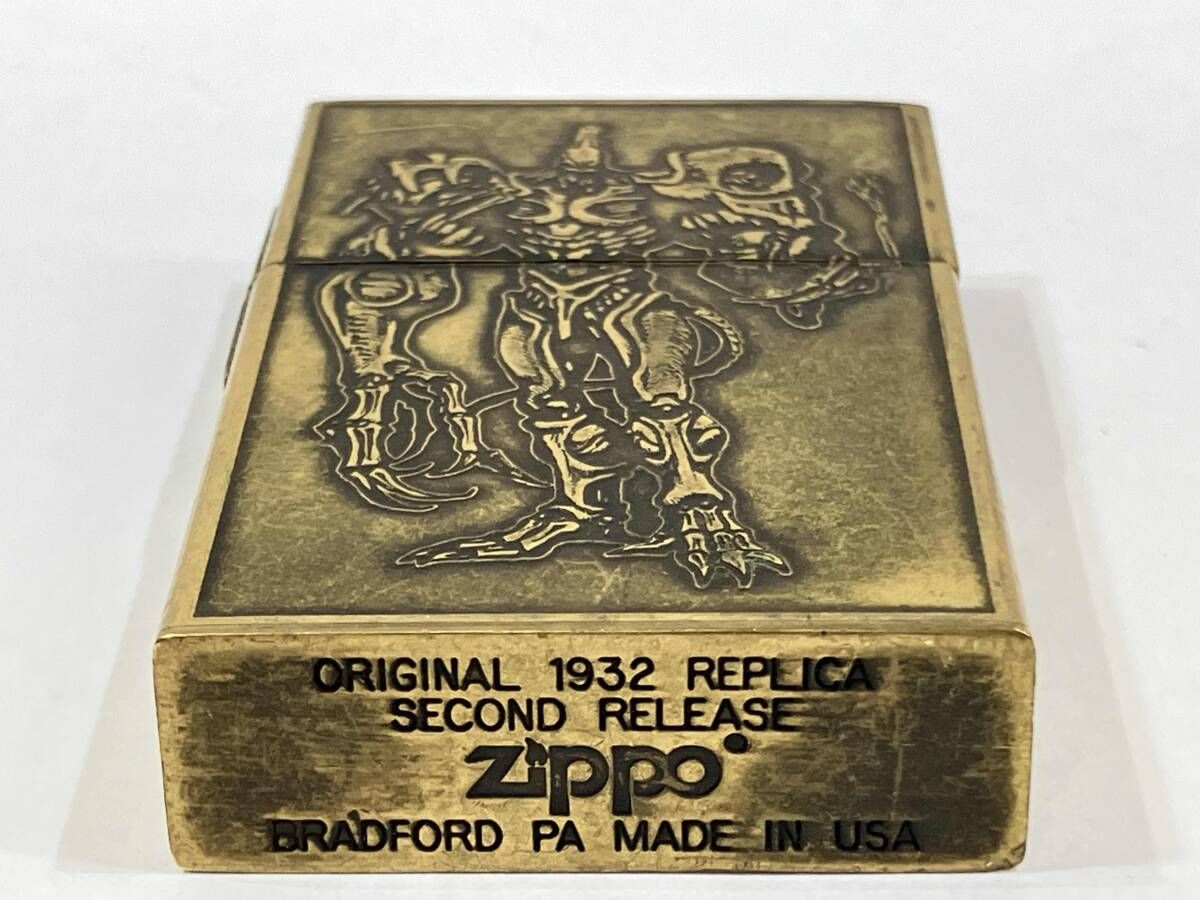 ORIGINAL 1932 REPLICA
SECOND RELEASE
zippo
BRADFORD PA MADE IN USA